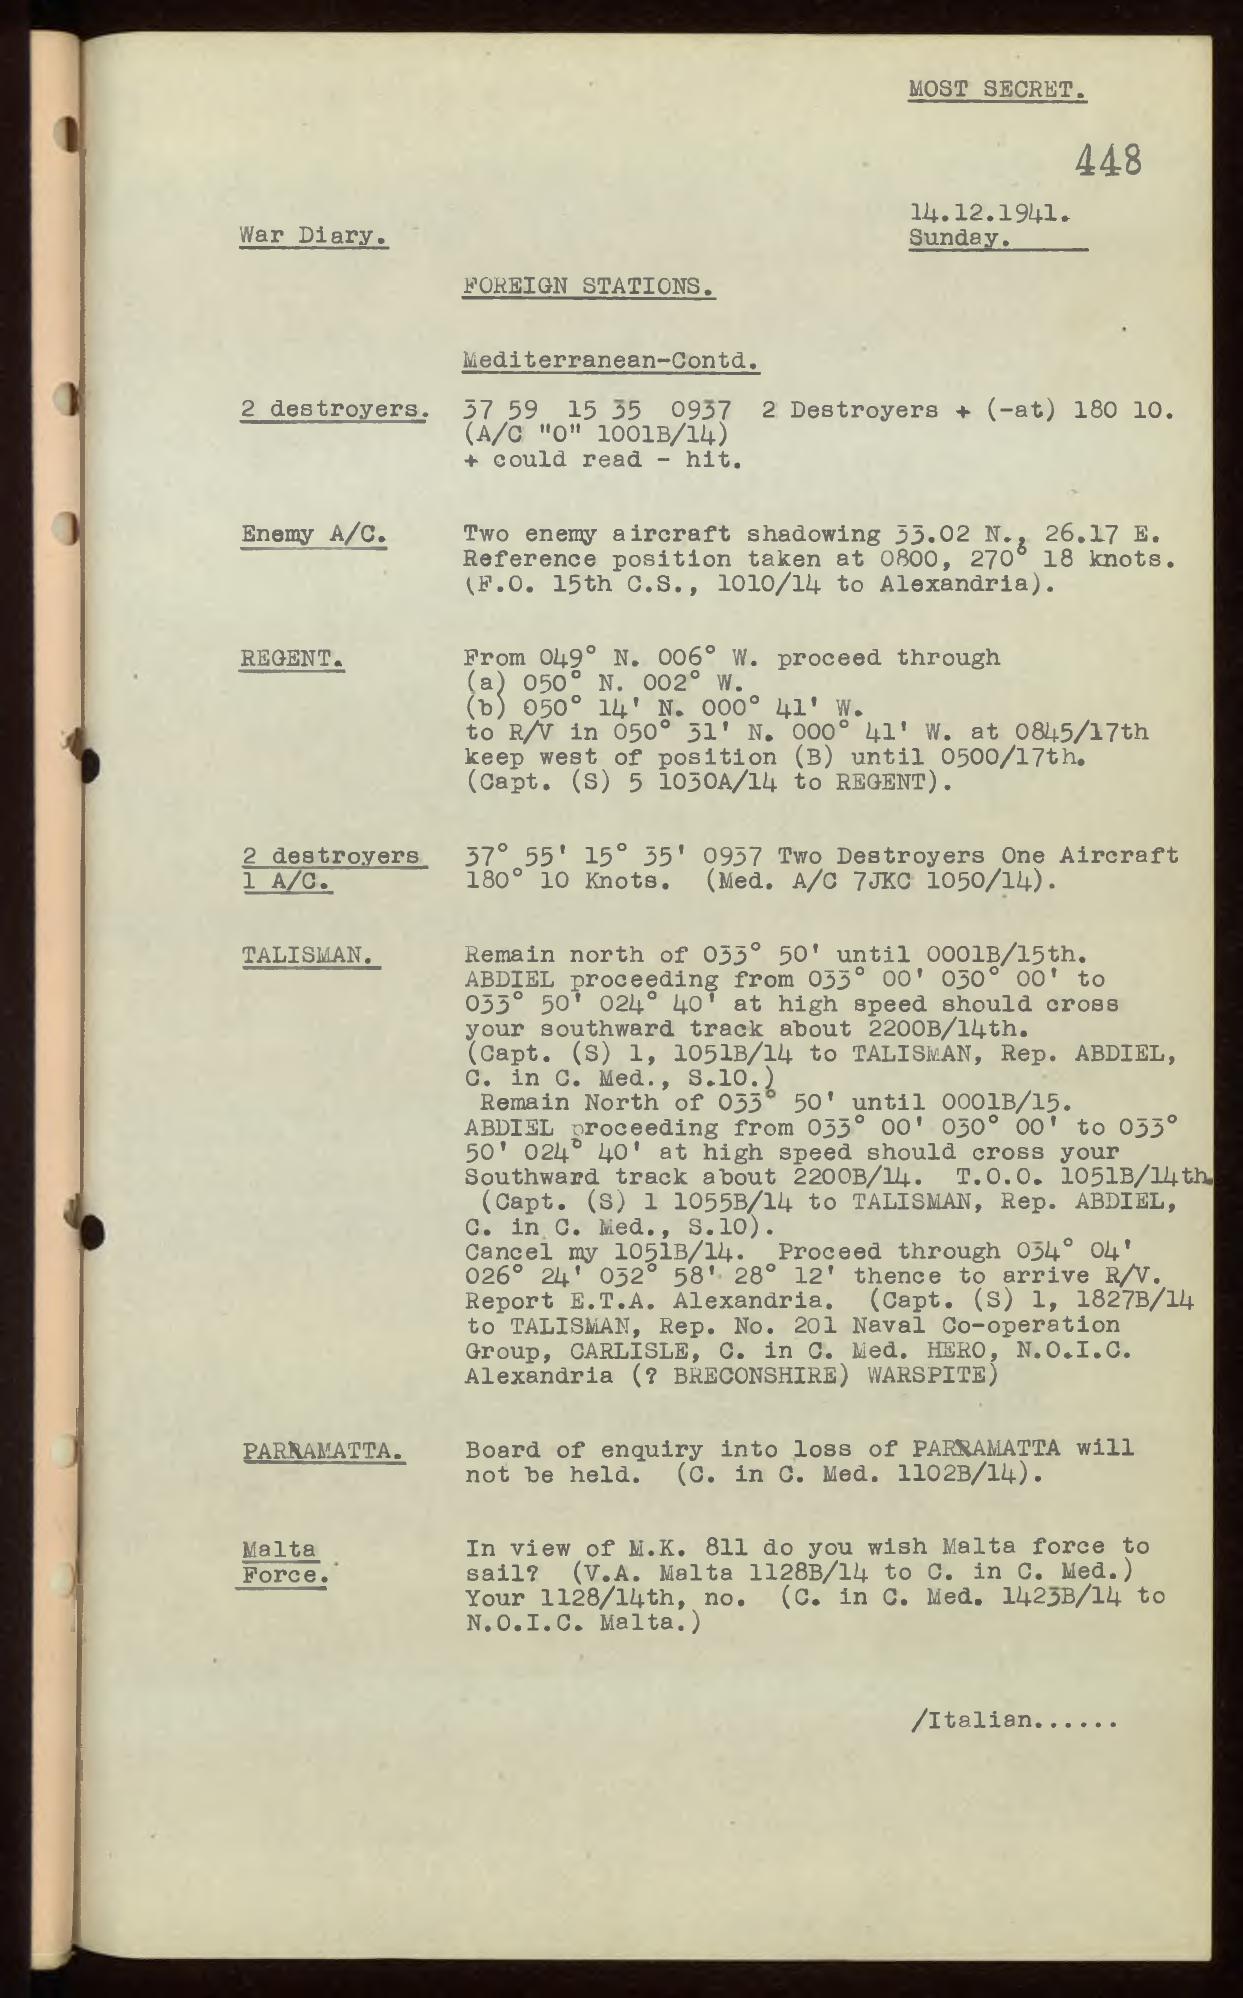 MOST SECRET.
448
14.12.1941.
War Diary.
Sunday.
FOREIGN STATIONS.
Mediterranean-Contd.
2 destroyers. 37 59 15 35 0937 2 Destroyers + (-at) 180 10.
(A/C "O" 1001B/14)
+ could read - hit.
Enemy A/C. Two enemy aircraft shadowing 33.02 N., 26.17 E.
Reference position taken at 0800, 270° 18 knots.
(F.O. 15th C.S., 1010/14 to Alexandria).
REGENT. From 049° N. 006° W. proceed through
(a) 050° N. 002° W.
(b) 050° 14' N. 000° 41' W.
to R/V in 050° 31' N. 000° 41' W. at 0845/17th
keep west of position (B) until 0500/17th.
(Capt. (S) 5 1030A/14 to REGENT).
2 destroyers 37° 55' 15° 35' 0937 Two Destroyers One Aircraft
1 A/C. 180° 10 Knots. (Med. A/C 7JKC 1050/14).
TALISMAN. Remain north of 033° 50' until 0001B/15th.
ABDIEL proceeding from 033° 00' 030° 00' to
033° 50' 024° 40' at high speed should cross
your southward track about 2200B/14th.
(Capt. (S) 1, 1051B/14 to TALISMAN, Rep. ABDIEL,
C. in C. Med., S.10.)
Remain North of 033° 50' until 0001B/15.
ABDIEL proceeding from 033° 00' 030° 00' to 033°
50' 024° 40' at high speed should cross your
Southward track about 2200B/14. T.O.O. 1051B/14th.
(Capt. (S) 1 1055B/14 to TALISMAN, Rep. ABDIEL,
C. in C. Med., S.10).
Cancel my 1051B/14. Proceed through 034° 04'
026° 24' 032° 58' 28° 12' thence to arrive R/V.
Report E.T.A. Alexandria. (Capt. (S) 1, 1827B/14
to TALISMAN, Rep. No. 201 Naval Co-operation
Group, CARLISLE, C. in C. Med. HERO, N.O.I.C.
Alexandria (? BRECONSHIRE) WARSPITE)
PARRAMATTA. Board of enquiry into loss of PARRAMATTA will
not be held. (C. in C. Med. 1102B/14).
Malta In view of M.K. 811 do you wish Malta force to
Force. sail? (V.A. Malta 1128B/14 to C. in C. Med.)
Your 1128/14th, no. (C. in C. Med. 1423B/14 to
N.O.I.C. Malta.)
/Italian......